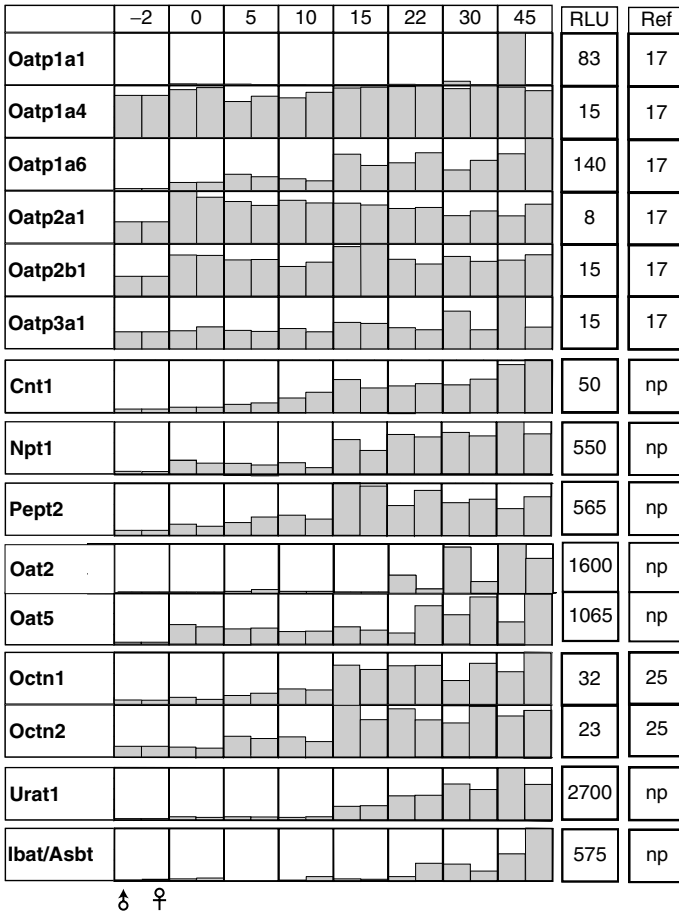 −2 0 5 10 15 22 30 45 RLU Ref
Oatp1a1 83 17
Oatp1a4 15 17
Oatp1a6 140 17
Oatp2a1 8 17
Oatp2b1 15 17
Oatp3a1 15 17
Cnt1 50 np
Npt1 550 np
Pept2 565 np
Oat2 1600 np
Oat5 1065 np
Octn1 32 25
Octn2 23 25
Urat1 2700 np
Ibat/Asbt 575 np
♂ ♀